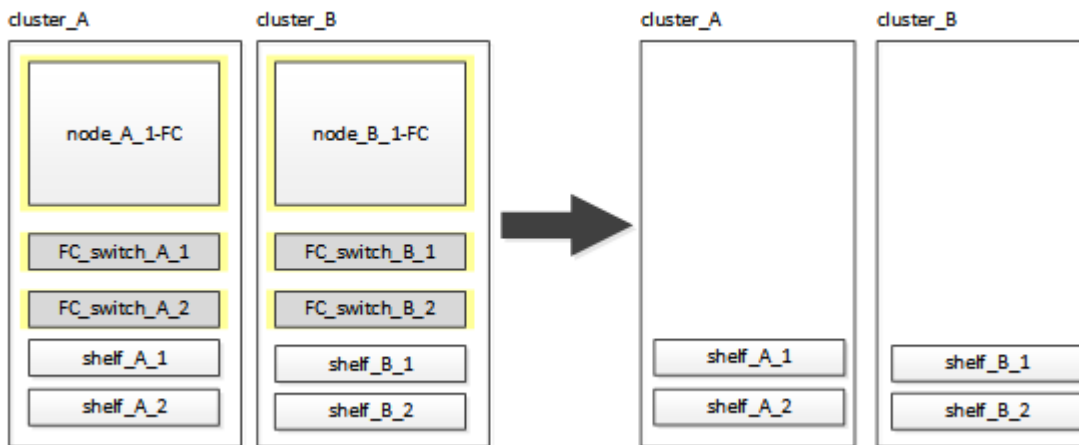 cluster_A
cluster_B
node_A_1-FC
node_B_1-FC
FC_switch_A_1
FC_switch_B_1
FC_switch_A_2
FC_switch_B_2
shelf_A_1
shelf_B_1
shelf_A_2
shelf_B_2
cluster_A
cluster_B
shelf_A_1
shelf_B_1
shelf_A_2
shelf_B_2